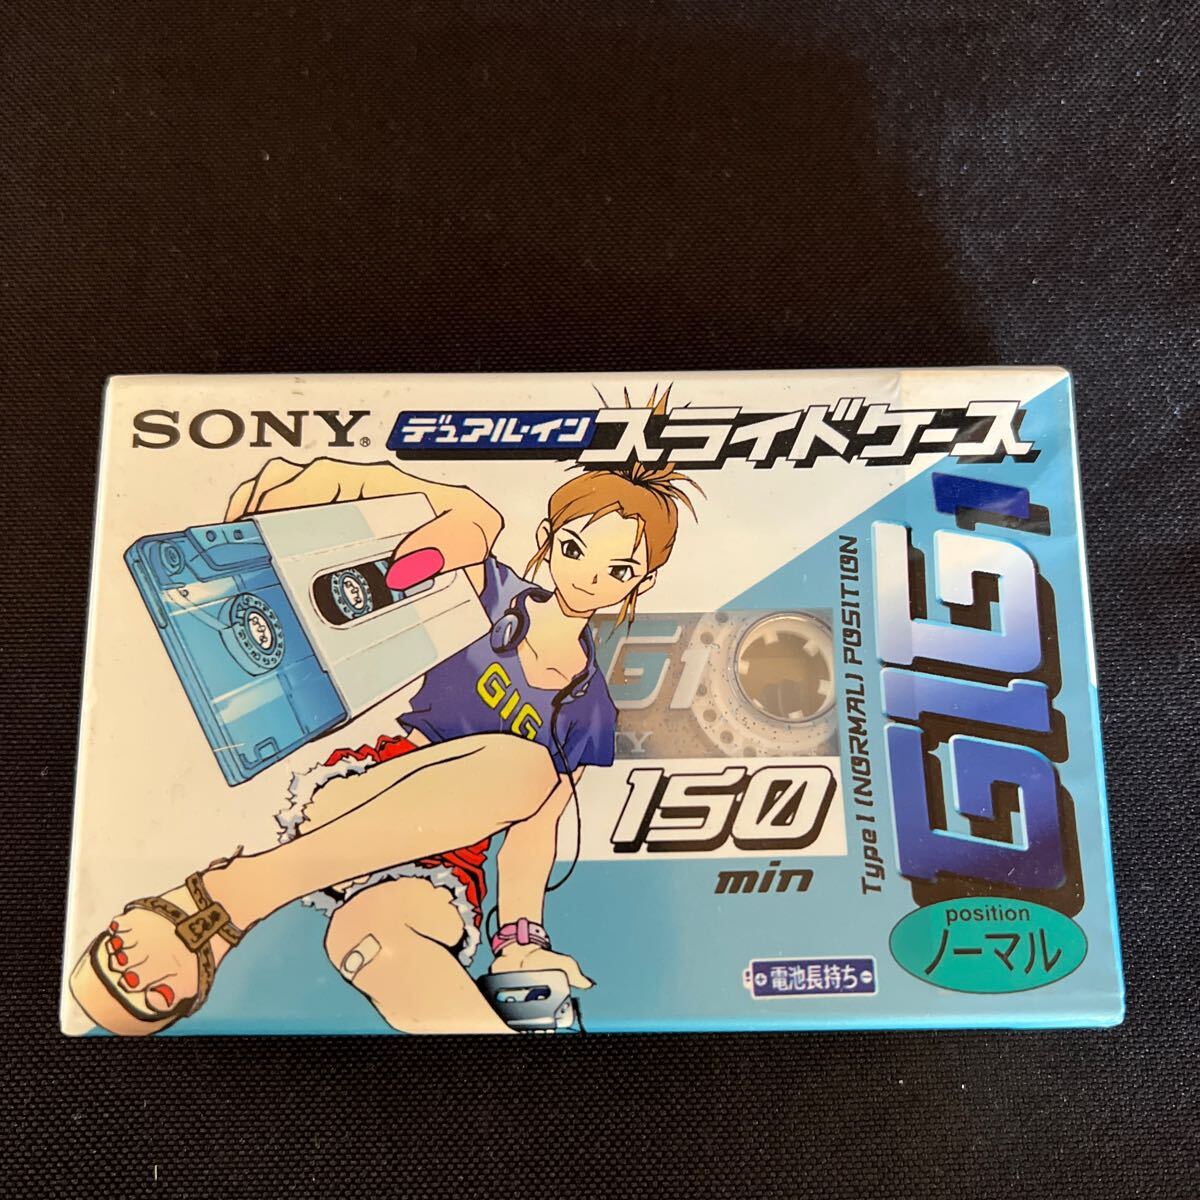 SONY®
デュアル・イン
スライドケース
GIG1
Type I (NORMAL) POSITION
GIG
G1
150
min
position
ノーマル
電池長持ち